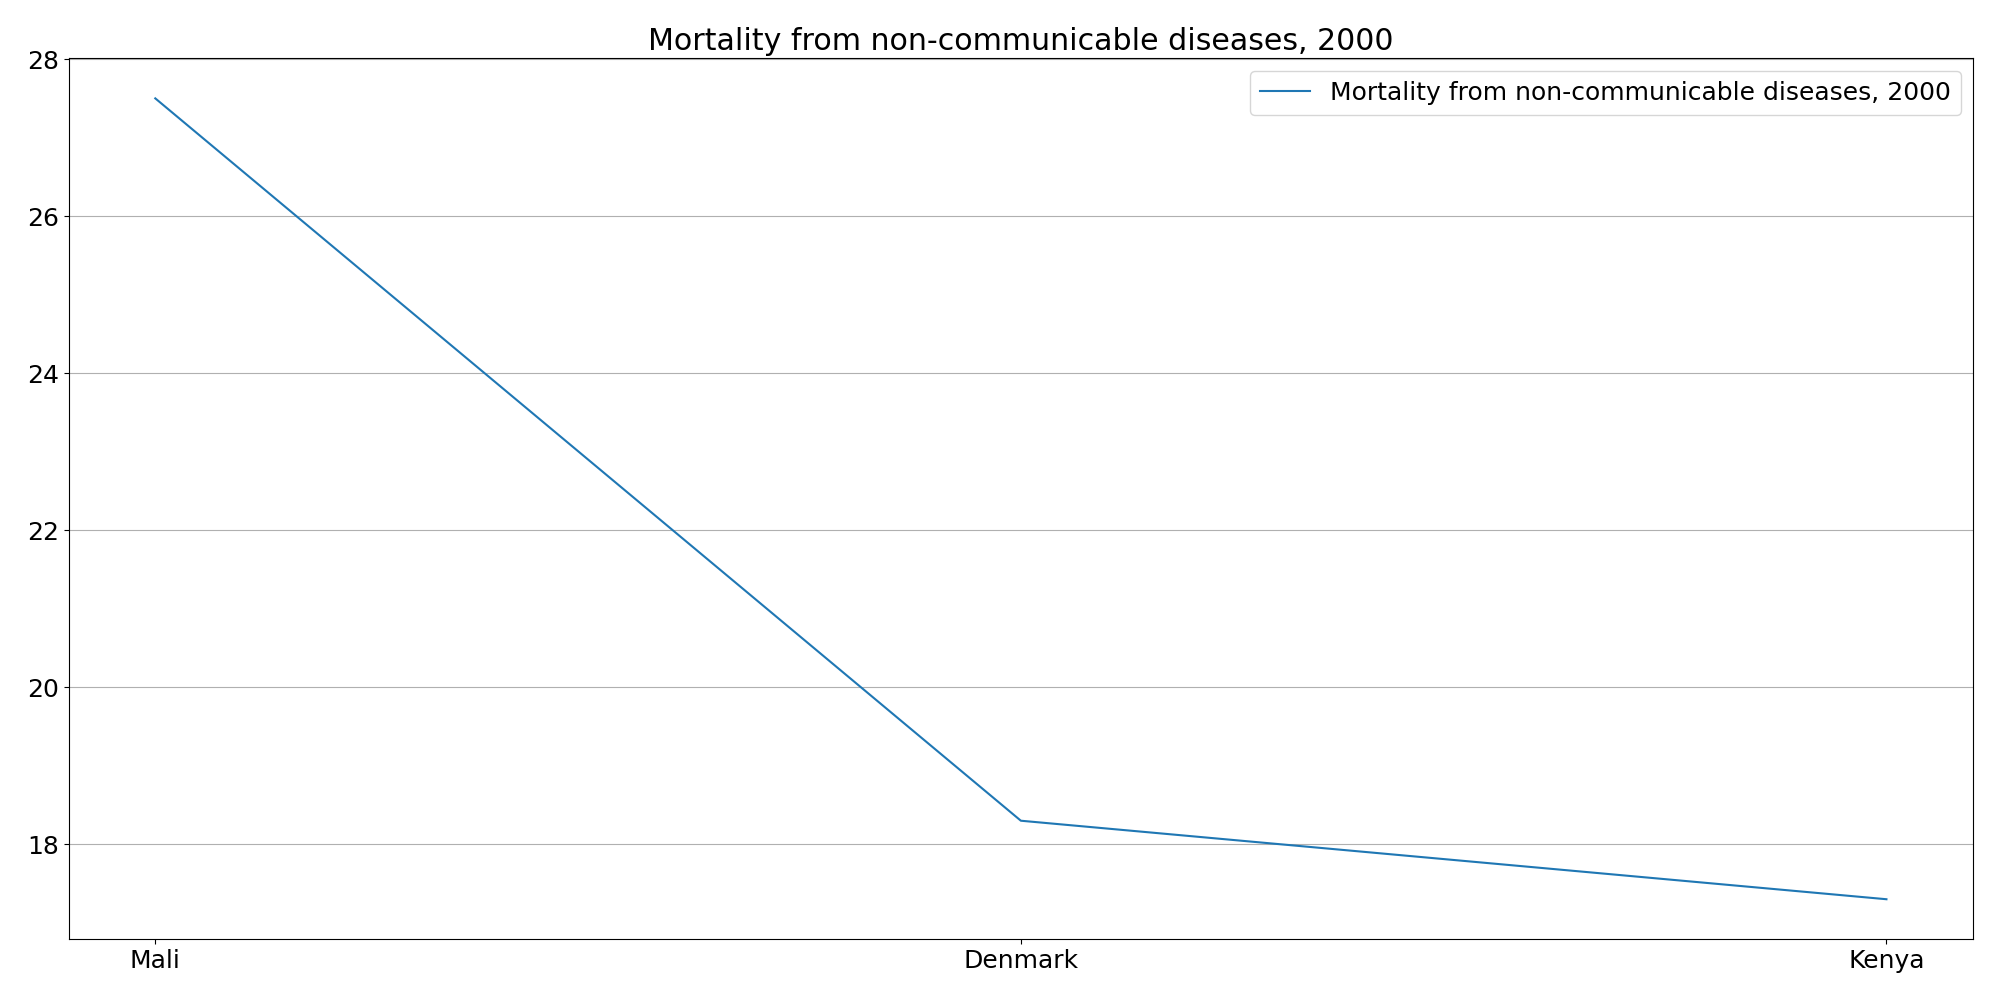 Mortality from non-communicable diseases, 2000
Mortality from non-communicable diseases, 2000
28
26
24
22
20
18
Mali
Denmark
Kenya